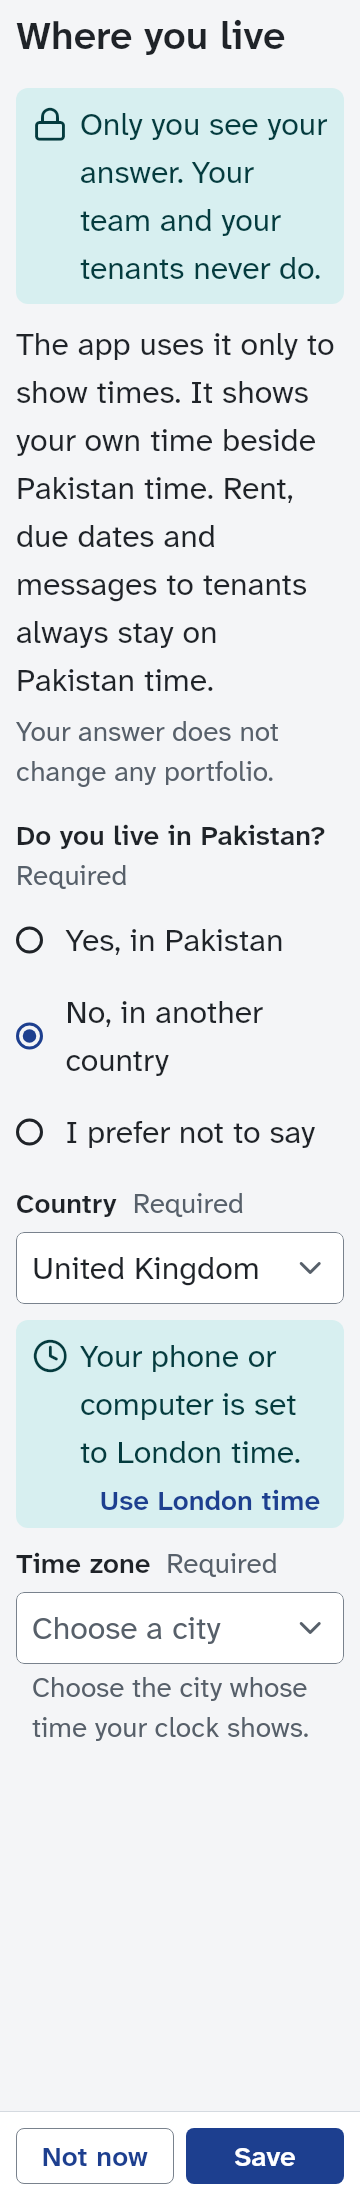 Where you live
Only you see your
answer. Your
team and your
tenants never do.
The app uses it only to
show times. It shows
your own time beside
Pakistan time. Rent,
due dates and
messages to tenants
always stay on
Pakistan time.
Your answer does not
change any portfolio.
Do you live in Pakistan?
Required
Yes, in Pakistan
No, in another
country
I prefer not to say
Country Required
United Kingdom
Your phone or
computer is set
to London time.
Use London time
Time zone Required
Choose a city
Choose the city whose
time your clock shows.
Not now Save